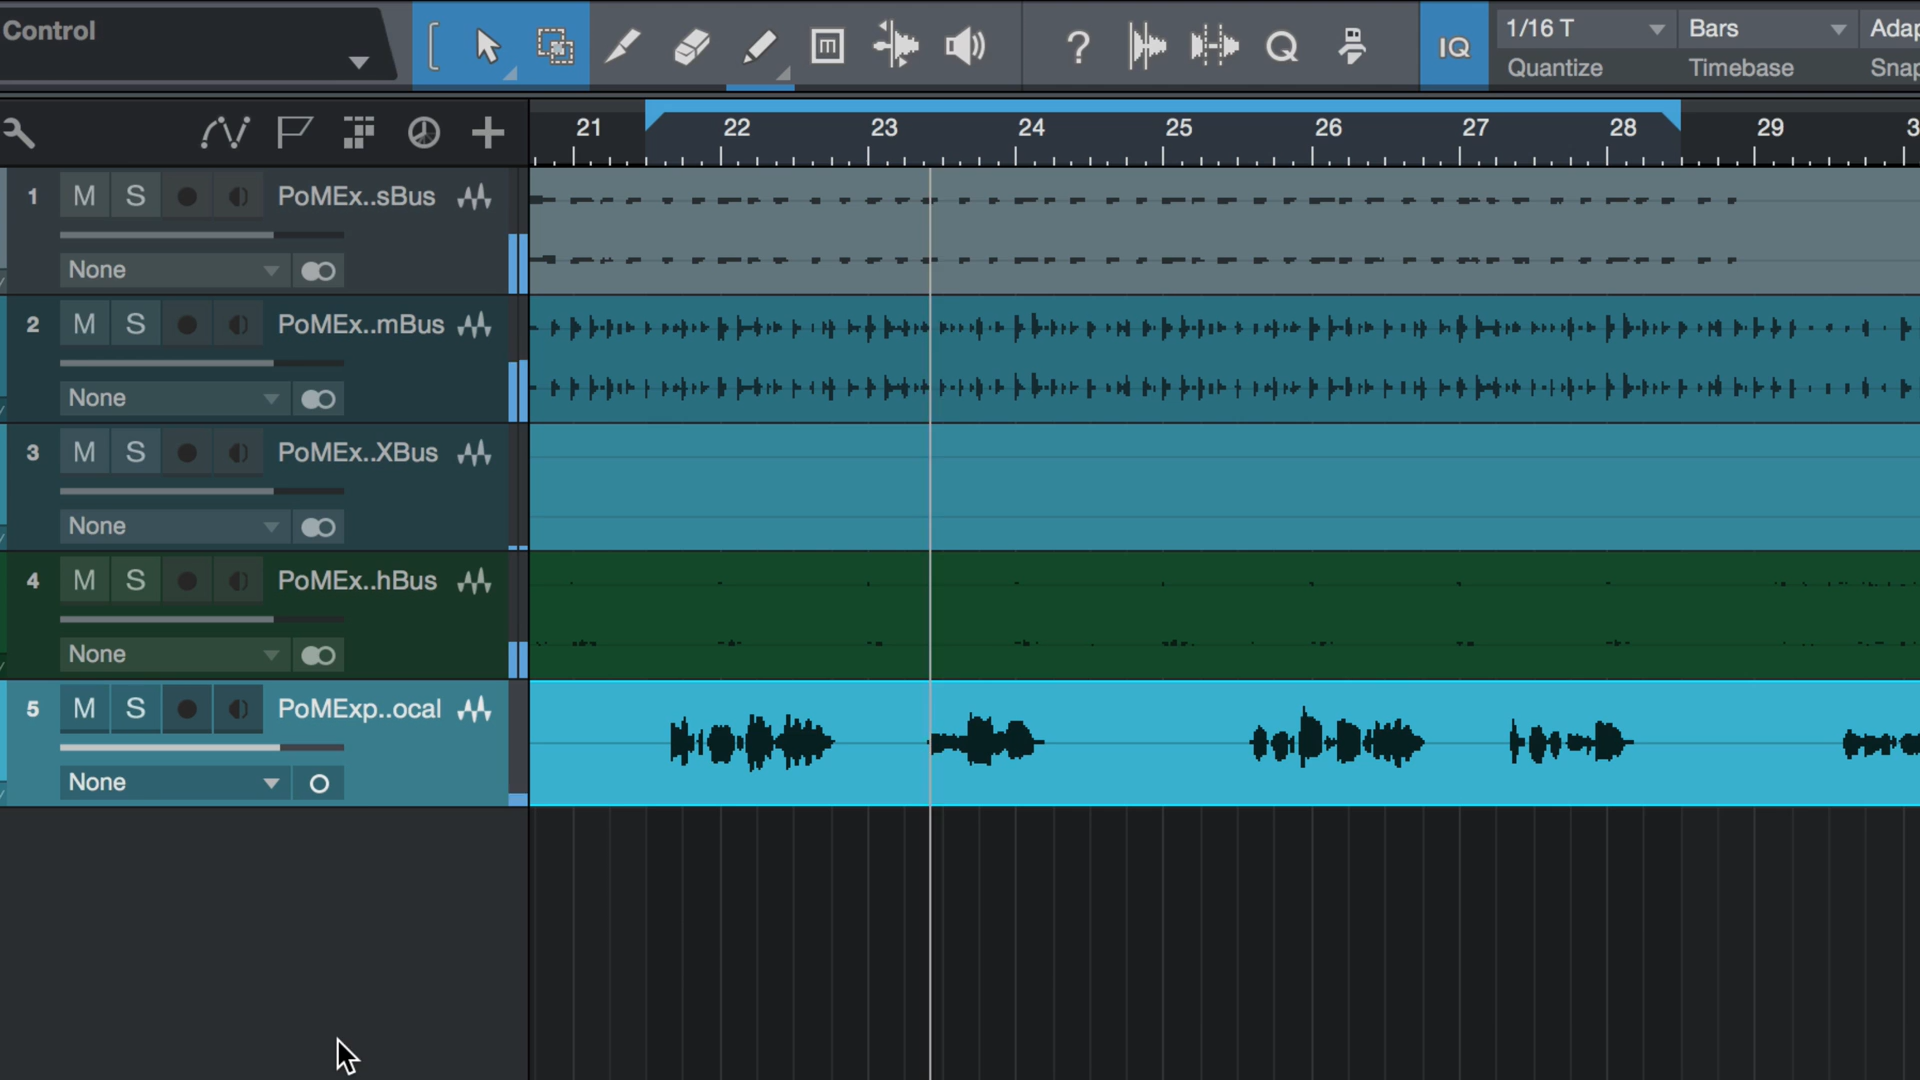 Control
?
Q
IQ
1/16 T
Bars
Adap
Quantize
Timebase
Snap
21 22 23 24 25 26 27 28 29 3
1 M S PoMEx..sBus
None
2 M S PoMEx..mBus
None
3 M S PoMEx..XBus
None
4 M S PoMEx..hBus
None
5 M S PoMExp..ocal
None